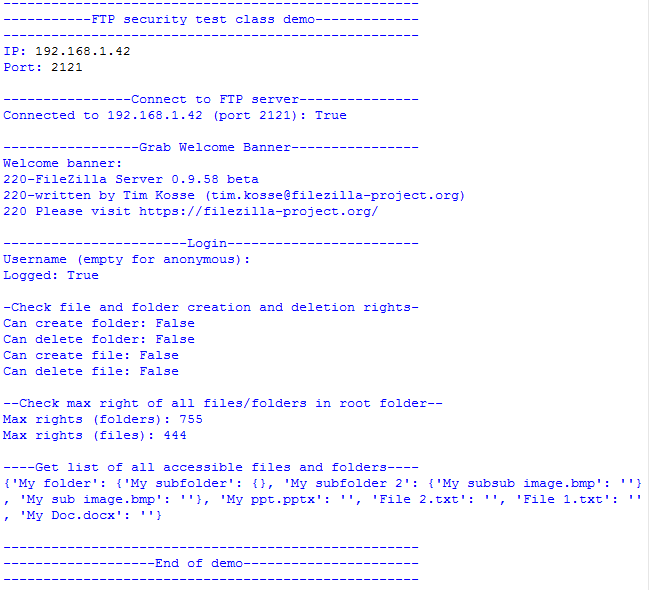 ----------------------------------------------------
-----------FTP security test class demo-------------
----------------------------------------------------
IP: 192.168.1.42
Port: 2121
----------------Connect to FTP server---------------
Connected to 192.168.1.42 (port 2121): True
-----------------Grab Welcome Banner----------------
Welcome banner:
220-FileZilla Server 0.9.58 beta
220-written by Tim Kosse (tim.kosse@filezilla-project.org)
220 Please visit https://filezilla-project.org/
-----------------------Login------------------------
Username (empty for anonymous):
Logged: True
-Check file and folder creation and deletion rights-
Can create folder: False
Can delete folder: False
Can create file: False
Can delete file: False
--Check max right of all files/folders in root folder--
Max rights (folders): 755
Max rights (files): 444
----Get list of all accessible files and folders----
{'My folder': {'My subfolder': {}, 'My subfolder 2': {'My subsub image.bmp': ''}
, 'My sub image.bmp': ''}, 'My ppt.pptx': '', 'File 2.txt': '', 'File 1.txt': ''
, 'My Doc.docx': ''}
----------------------------------------------------
-------------------End of demo----------------------
----------------------------------------------------